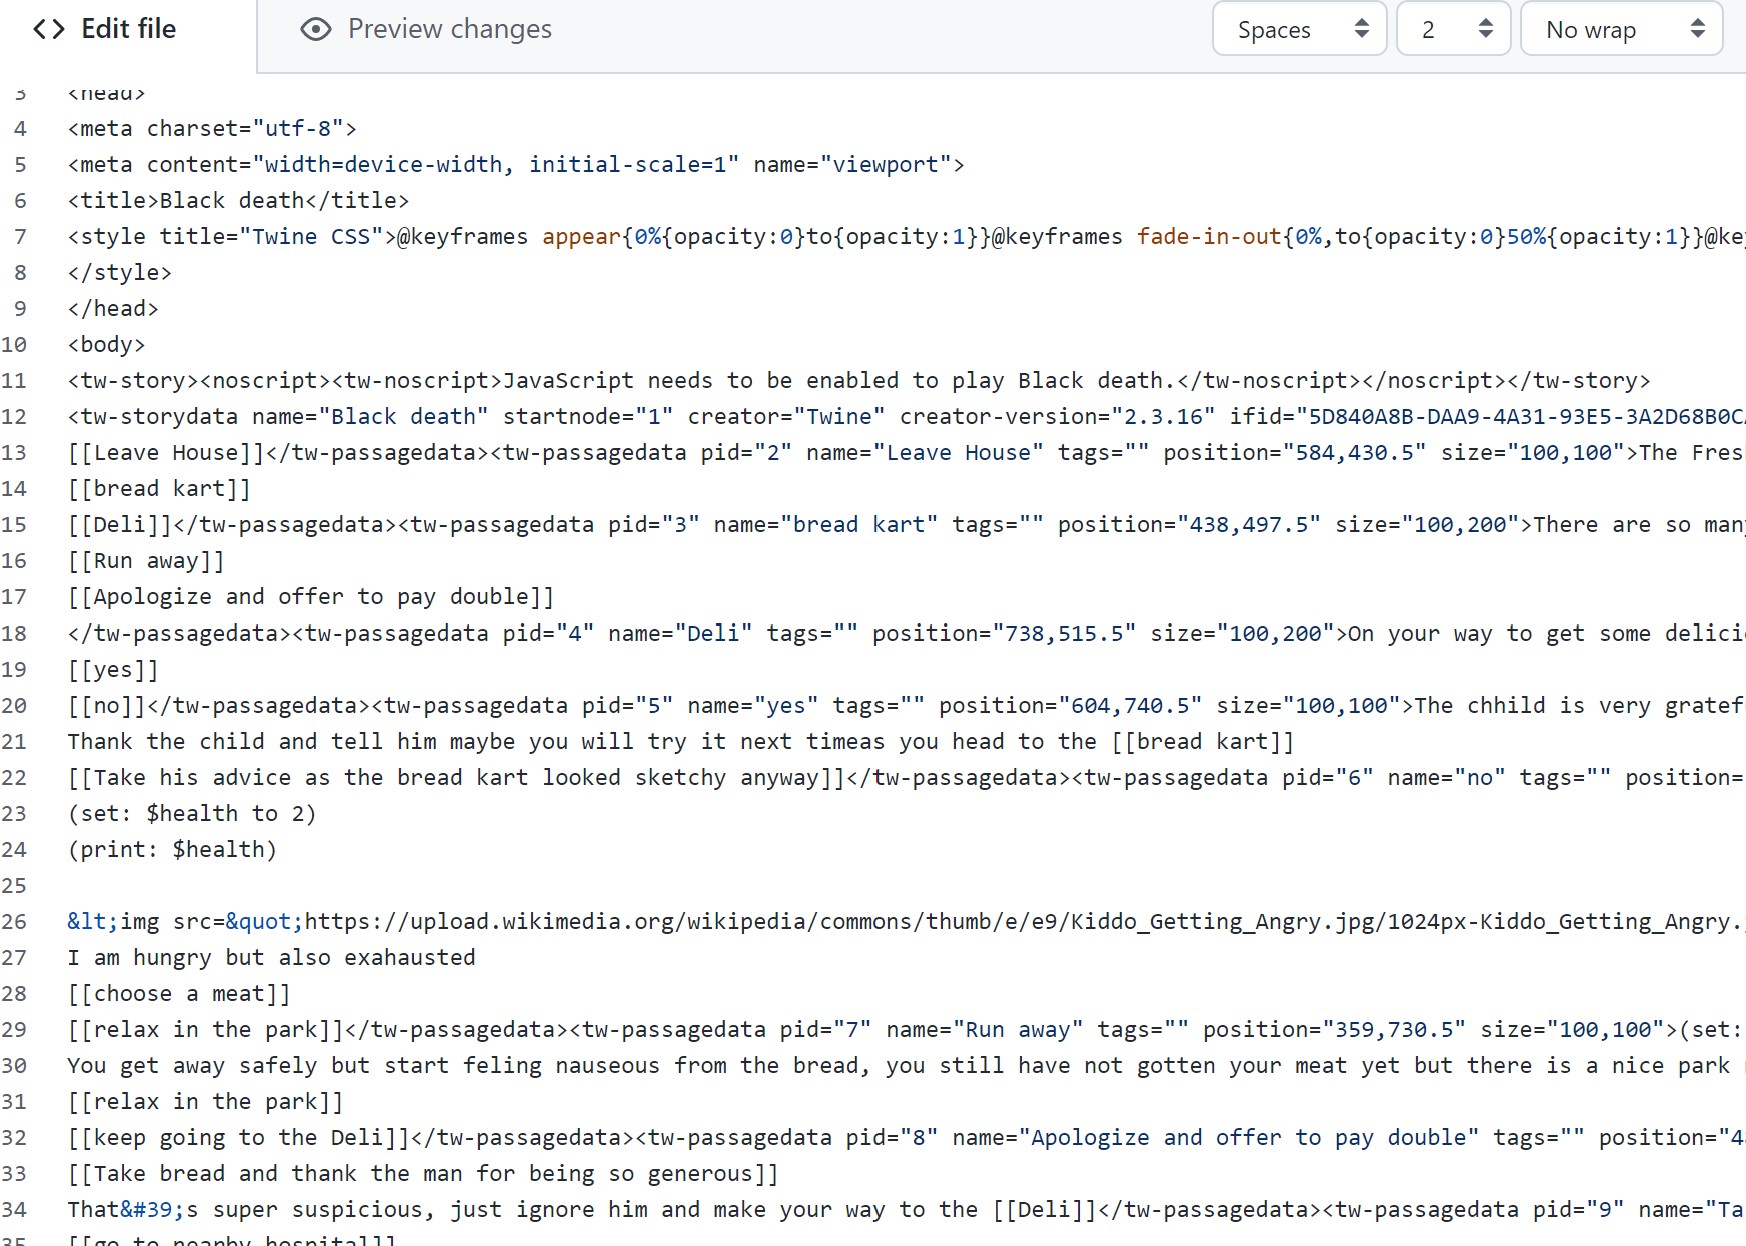 Edit file
Preview changes
Spaces
2
No wrap
3 <head>
4 <meta charset="utf-8">
5 <meta content="width=device-width, initial-scale=1" name="viewport">
6 <title>Black death</title>
7 <style title="Twine CSS">@keyframes appear{0%{opacity:0}to{opacity:1}}@keyframes fade-in-out{0%,to{opacity:0}50%{opacity:1}}@ke
8 </style>
9 </head>
10 <body>
11 <tw-story><noscript><tw-noscript>JavaScript needs to be enabled to play Black death.</tw-noscript></noscript></tw-story>
12 <tw-storydata name="Black death" startnode="1" creator="Twine" creator-version="2.3.16" ifid="5D840A8B-DAA9-4A31-93E5-3A2D68B0C
13 [[Leave House]]</tw-passagedata><tw-passagedata pid="2" name="Leave House" tags="" position="584,430.5" size="100,100">The Fres
14 [[bread kart]]
15 [[Deli]]</tw-passagedata><tw-passagedata pid="3" name="bread kart" tags="" position="438,497.5" size="100,200">There are so man
16 [[Run away]]
17 [[Apologize and offer to pay double]]
18 </tw-passagedata><tw-passagedata pid="4" name="Deli" tags="" position="738,515.5" size="100,200">On your way to get some delici
19 [[yes]]
20 [[no]]</tw-passagedata><tw-passagedata pid="5" name="yes" tags="" position="604,740.5" size="100,100">The chhild is very gratef
21 Thank the child and tell him maybe you will try it next timeas you head to the [[bread kart]]
22 [[Take his advice as the bread kart looked sketchy anyway]]</tw-passagedata><tw-passagedata pid="6" name="no" tags="" position=
23 (set: $health to 2)
24 (print: $health)
25
26 &lt;img src=&quot;https://upload.wikimedia.org/wikipedia/commons/thumb/e/e9/Kiddo_Getting_Angry.jpg/1024px-Kiddo_Getting_Angry.
27 I am hungry but also exahausted
28 [[choose a meat]]
29 [[relax in the park]]</tw-passagedata><tw-passagedata pid="7" name="Run away" tags="" position="359,730.5" size="100,100">(set:
30 You get away safely but start feling nauseous from the bread, you still have not gotten your meat yet but there is a nice park
31 [[relax in the park]]
32 [[keep going to the Deli]]</tw-passagedata><tw-passagedata pid="8" name="Apologize and offer to pay double" tags="" position="4
33 [[Take bread and thank the man for being so generous]]
34 That&#39;s super suspicious, just ignore him and make your way to the [[Deli]]</tw-passagedata><tw-passagedata pid="9" name="Ta
35 [[go to nearby hospital]]